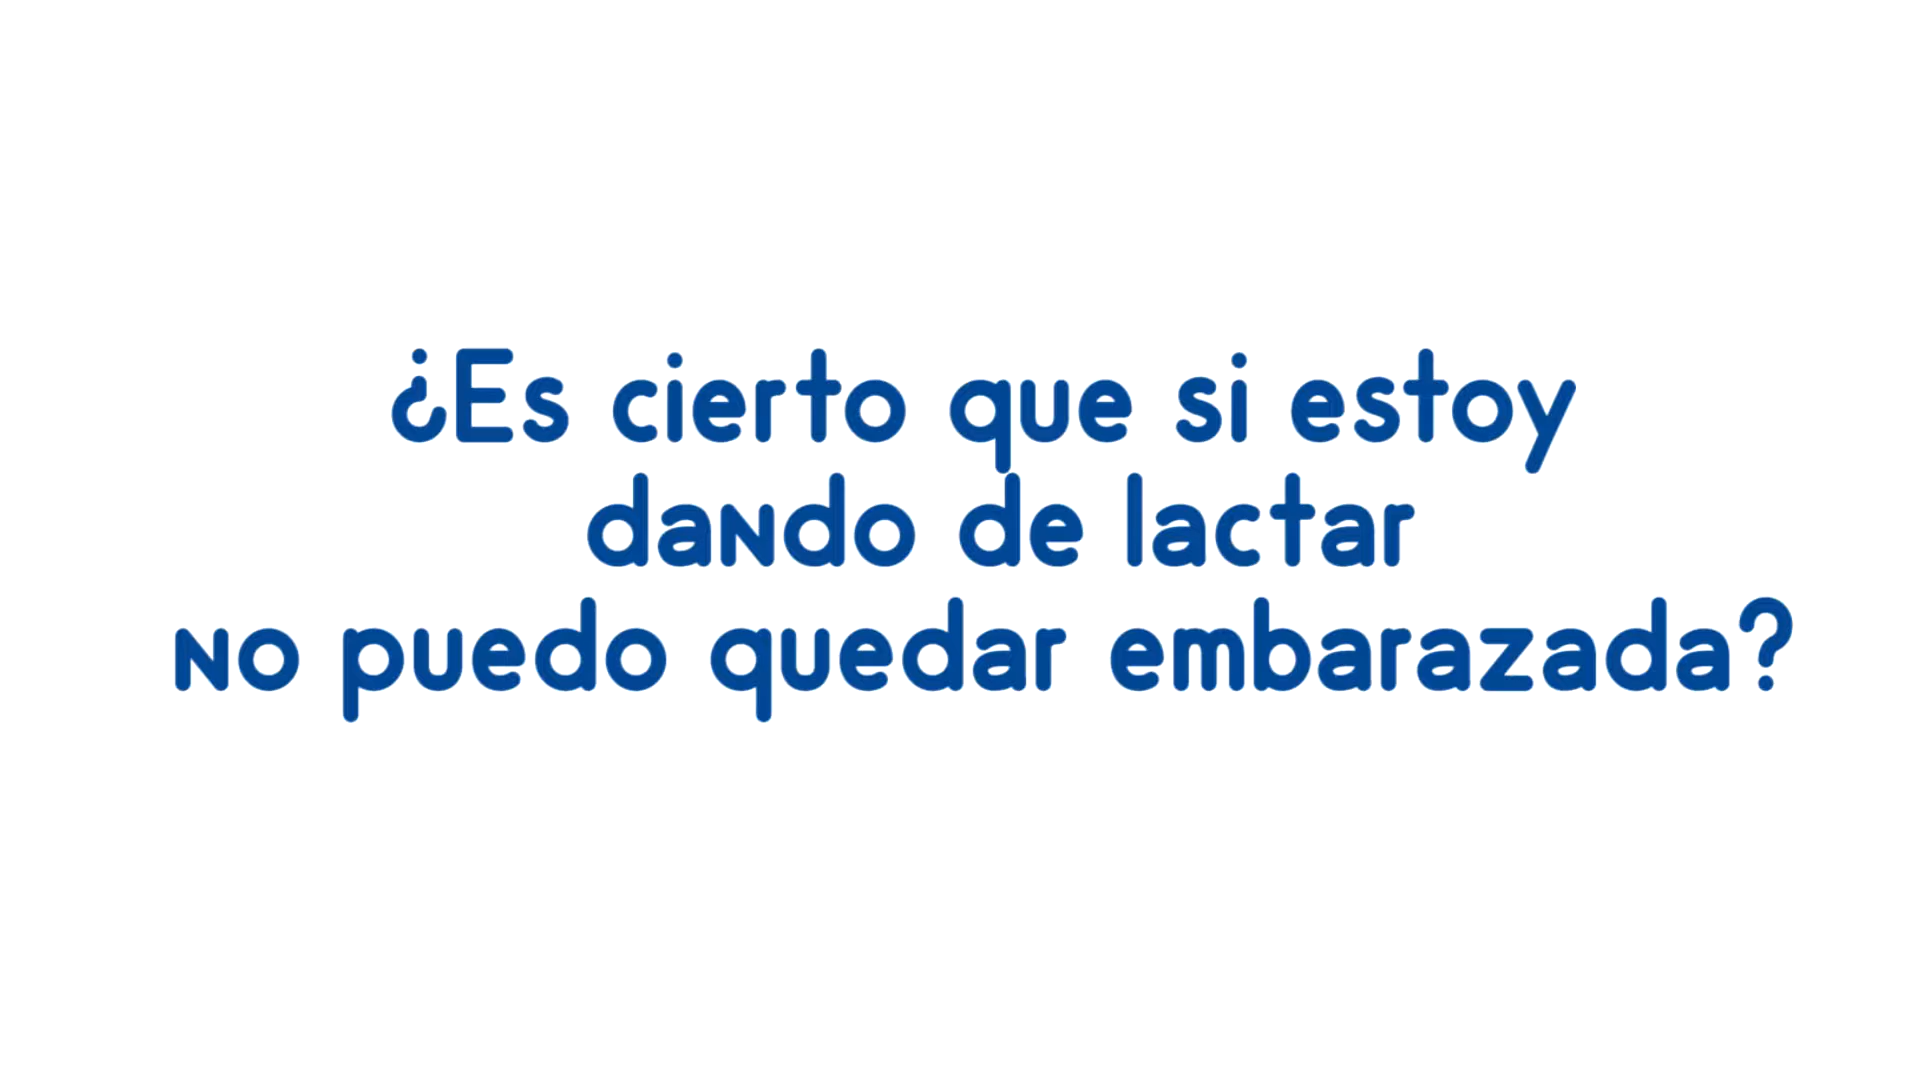 ¿Es cierto que si estoy
dando de lactar
no puedo quedar embarazada?